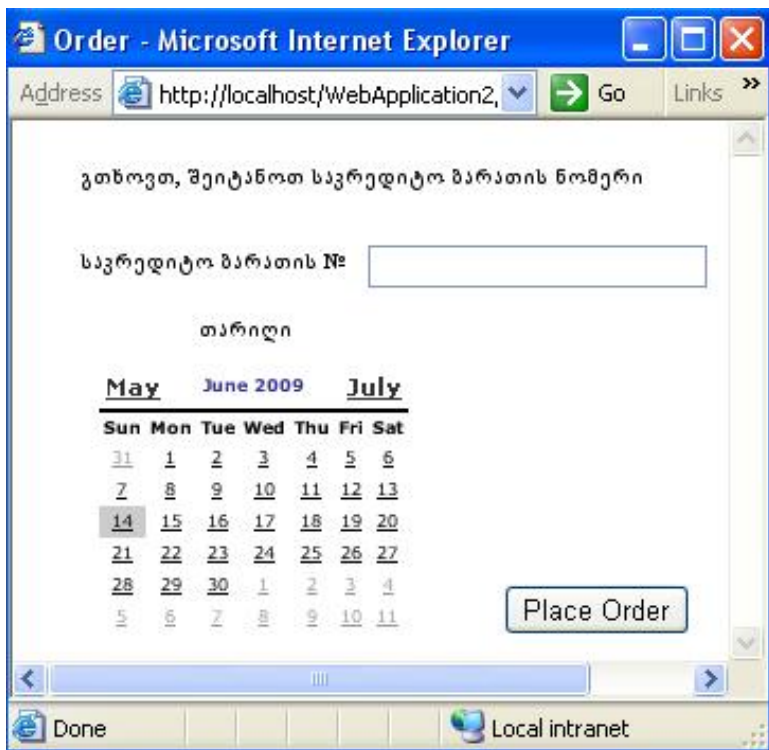 Order - Microsoft Internet Explorer
Address http://localhost/WebApplication2, Go Links »
გთხოვთ, შეიტანოთ საკრედიტო ბარათის ნომერი
საკრედიტო ბარათის №
თარიღი
May June 2009 July
Sun Mon Tue Wed Thu Fri Sat
31 1 2 3 4 5 6
7 8 9 10 11 12 13
14 15 16 17 18 19 20
21 22 23 24 25 26 27
28 29 30 1 2 3 4
5 6 7 8 9 10 11
Place Order
Done Local intranet